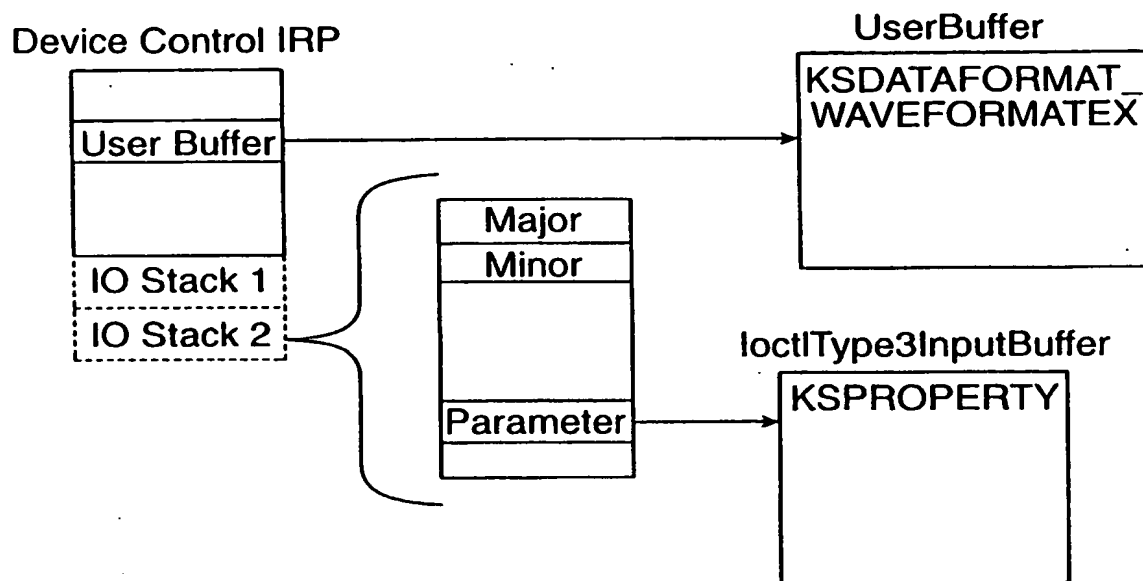 Device Control IRP
User Buffer
IO Stack 1
IO Stack 2
Major
Minor
Parameter
UserBuffer
KSDATAFORMAT_
WAVEFORMATEX
IoctlType3InputBuffer
KSPROPERTY